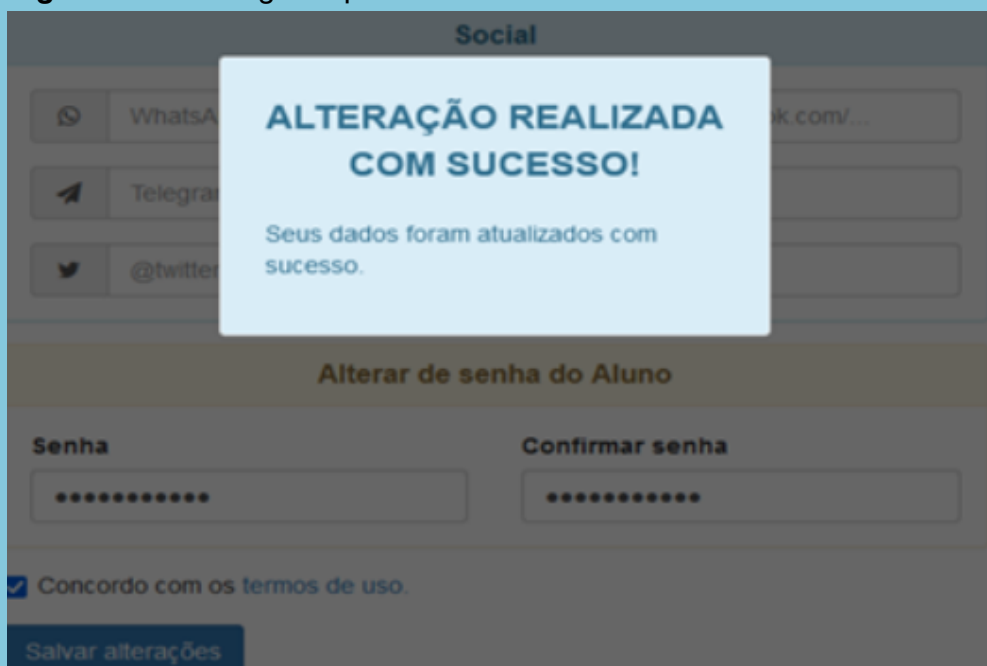 Social
WhatsA
ok.com/...
ALTERAÇÃO REALIZADA
COM SUCESSO!
Telegra
Seus dados foram atualizados com
sucesso.
@twitter
Alterar de senha do Aluno
Senha
Confirmar senha
Concordo com os termos de uso.
Salvar alterações